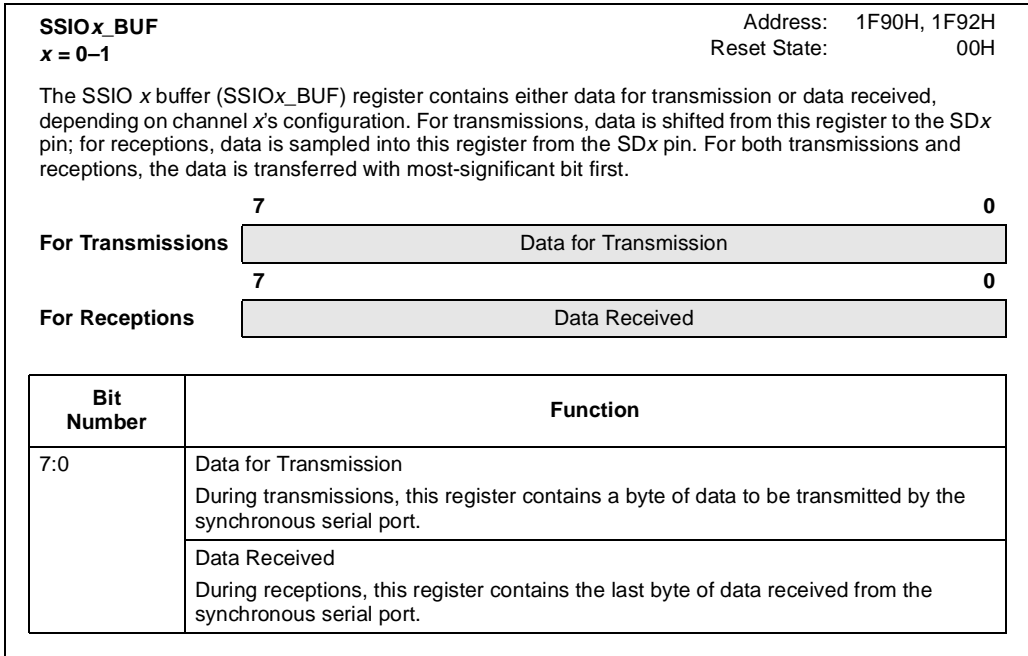 SSIOx_BUF Address: 1F90H, 1F92H
x = 0–1 Reset State: 00H
The SSIO x buffer (SSIOx_BUF) register contains either data for transmission or data received,
depending on channel x's configuration. For transmissions, data is shifted from this register to the SDx
pin; for receptions, data is sampled into this register from the SDx pin. For both transmissions and
receptions, the data is transferred with most-significant bit first.
7 0
For Transmissions Data for Transmission
7 0
For Receptions Data Received
Bit
Number
Function
7:0 Data for Transmission
During transmissions, this register contains a byte of data to be transmitted by the
synchronous serial port.
Data Received
During receptions, this register contains the last byte of data received from the
synchronous serial port.